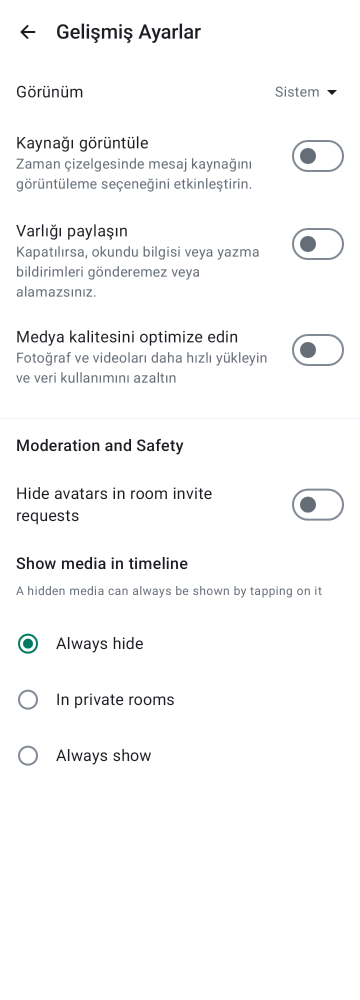 Gelişmiş Ayarlar
Görünüm
Sistem
Kaynağı görüntüle
Zaman çizelgesinde mesaj kaynağını
görüntüleme seçeneğini etkinleştirin.
Varlığı paylaşın
Kapatılırsa, okundu bilgisi veya yazma
bildirimleri gönderemez veya
alamazsınız.
Medya kalitesini optimize edin
Fotoğraf ve videoları daha hızlı yükleyin
ve veri kullanımını azaltın
Moderation and Safety
Hide avatars in room invite
requests
Show media in timeline
A hidden media can always be shown by tapping on it
Always hide
In private rooms
Always show